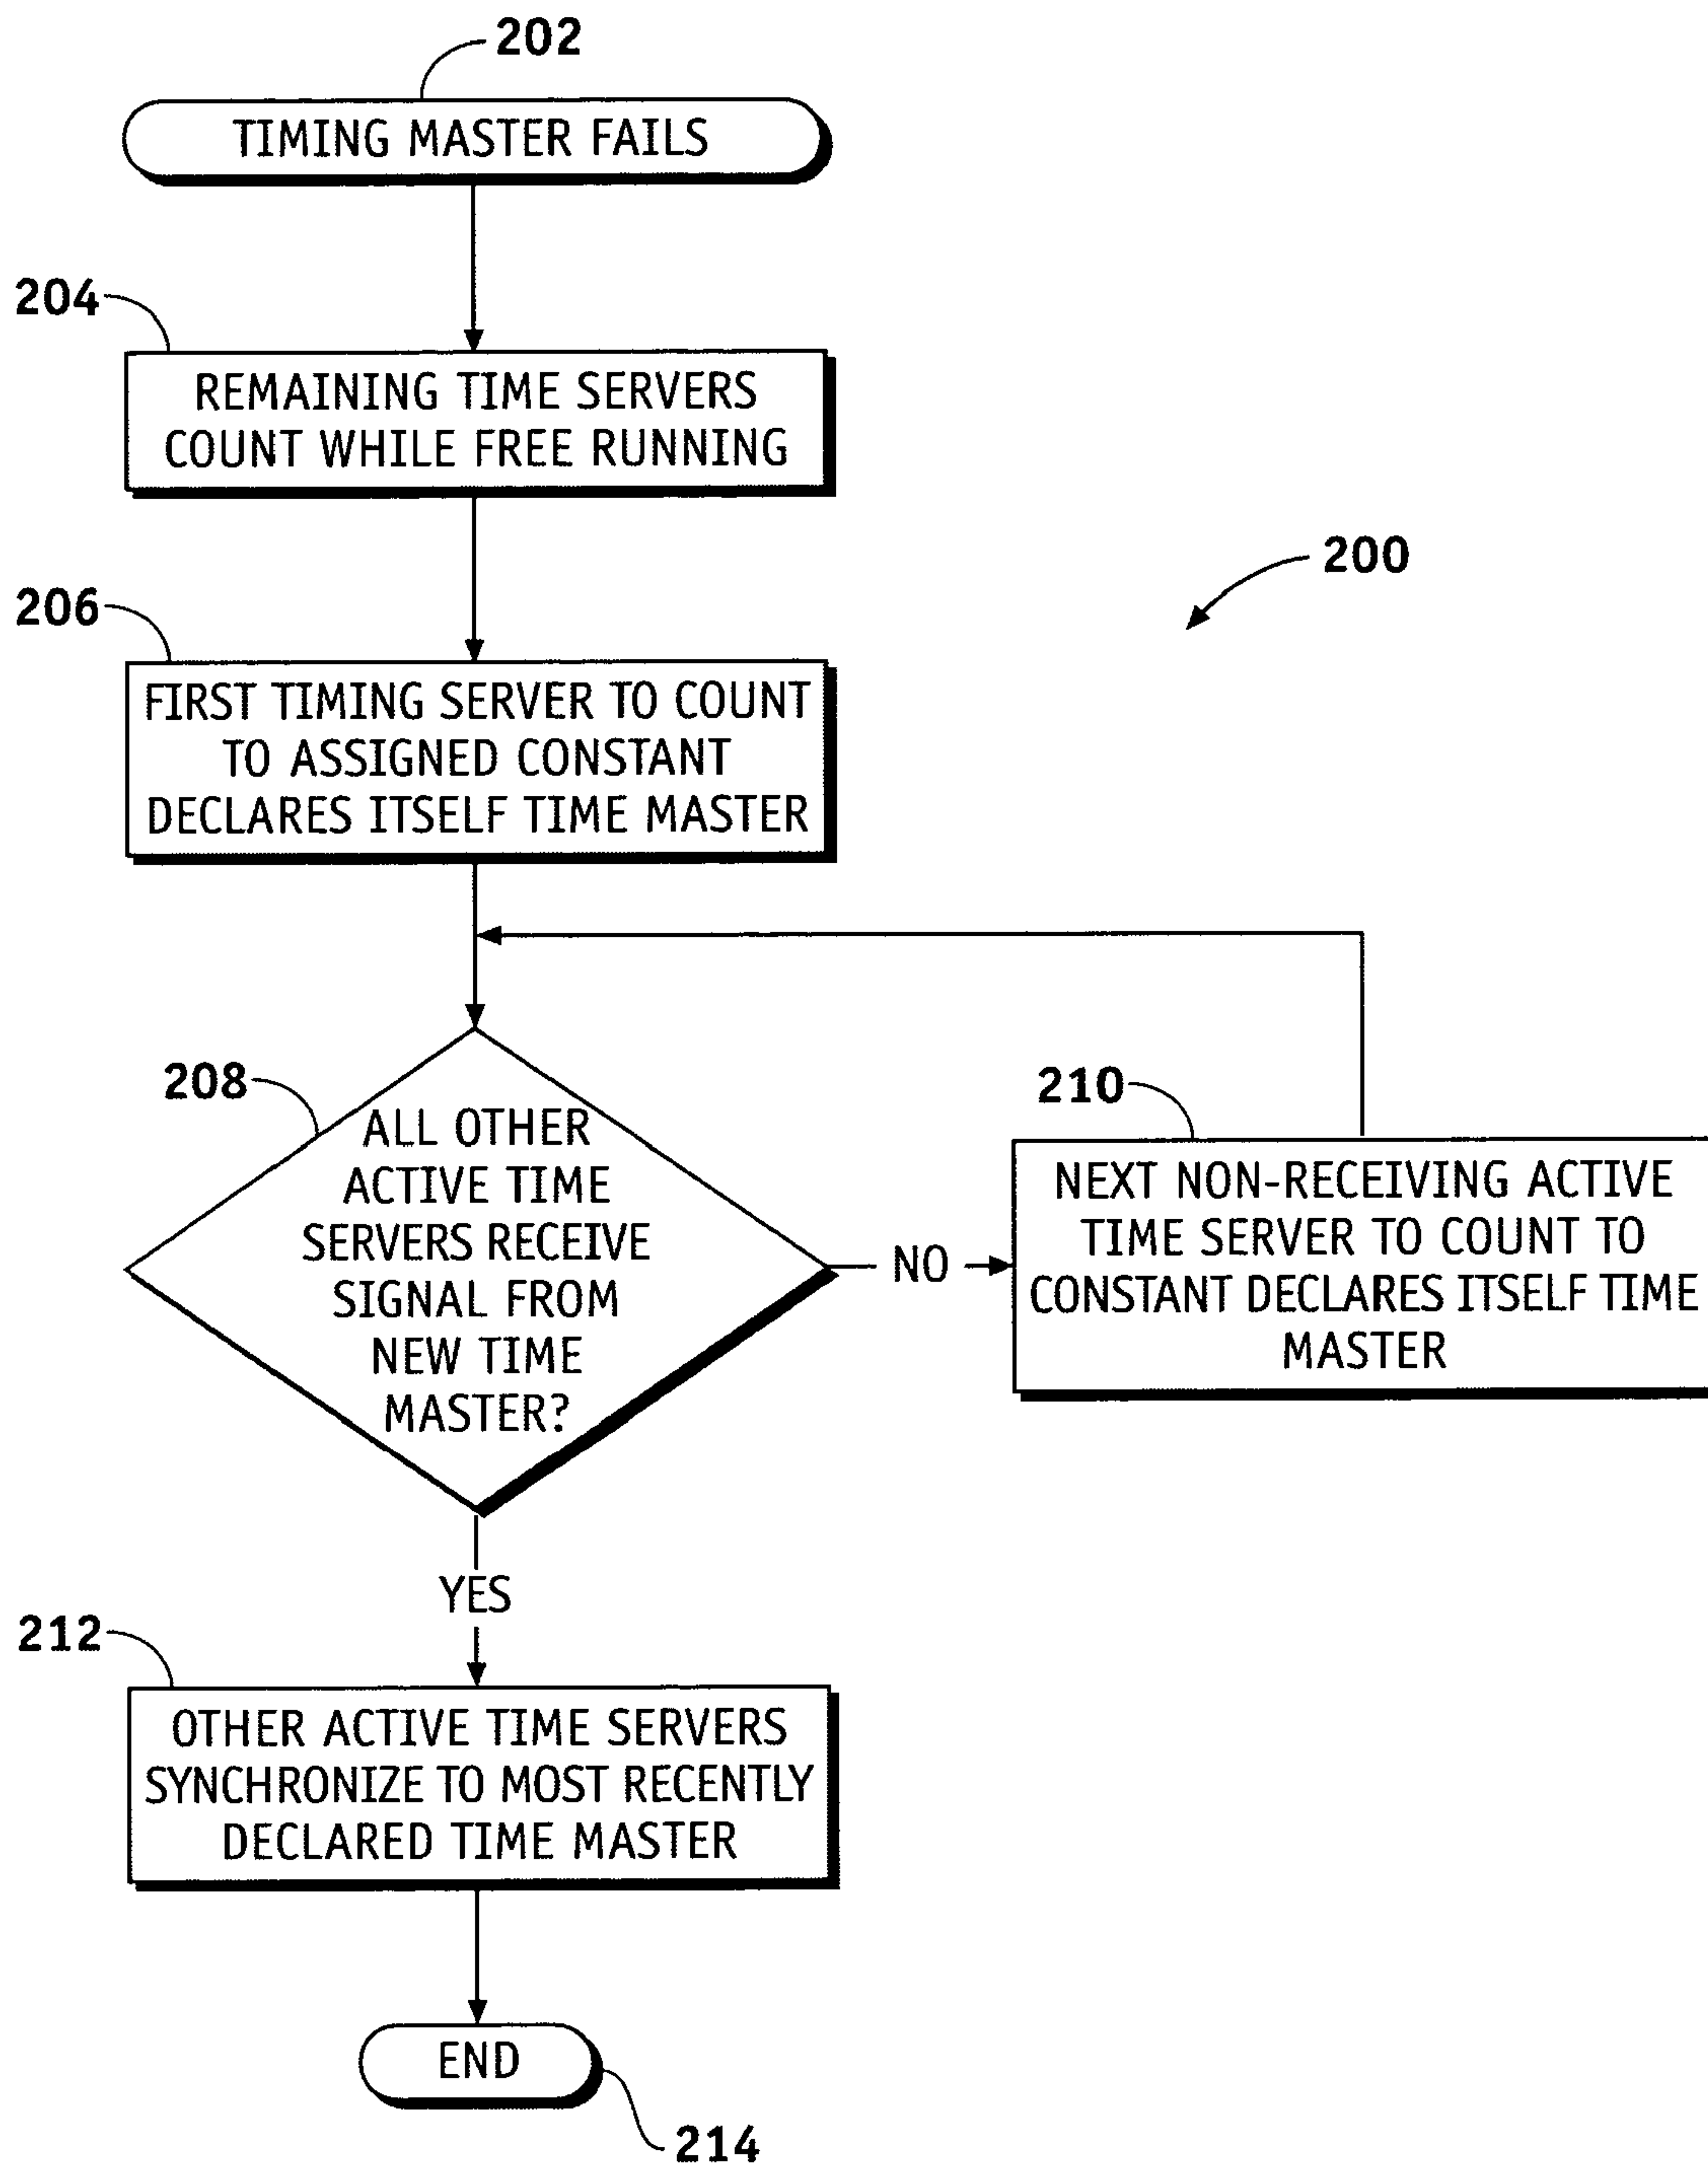 202
TIMING MASTER FAILS
204
REMAINING TIME SERVERS
COUNT WHILE FREE RUNNING
200
206
FIRST TIMING SERVER TO COUNT
TO ASSIGNED CONSTANT
DECLARES ITSELF TIME MASTER
208
ALL OTHER
ACTIVE TIME
SERVERS RECEIVE
SIGNAL FROM
NEW TIME
MASTER?
NO
210
NEXT NON-RECEIVING ACTIVE
TIME SERVER TO COUNT TO
CONSTANT DECLARES ITSELF TIME
MASTER
YES
212
OTHER ACTIVE TIME SERVERS
SYNCHRONIZE TO MOST RECENTLY
DECLARED TIME MASTER
END
214